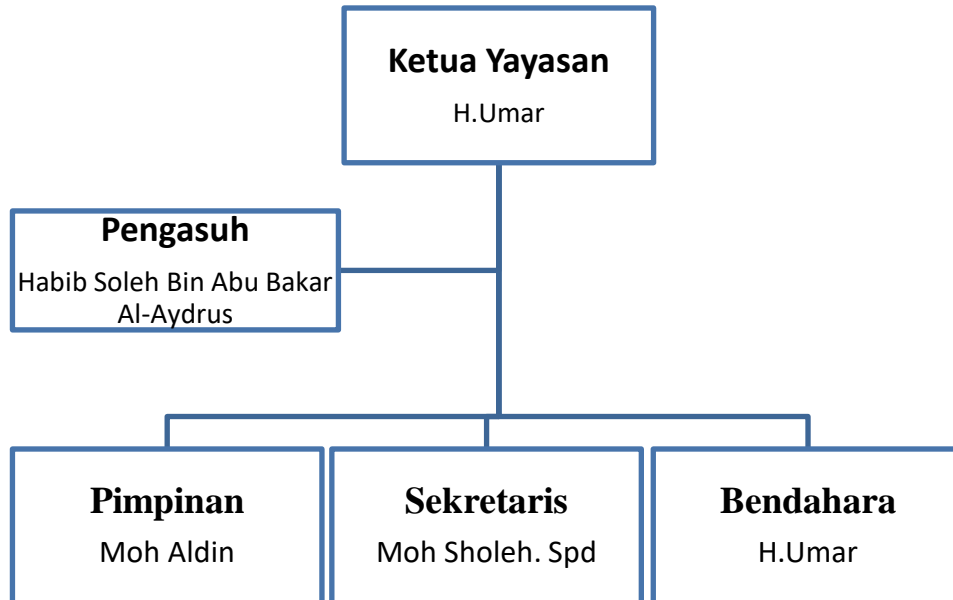 Ketua Yayasan
H.Umar
Pengasuh
Habib Soleh Bin Abu Bakar
Al-Aydrus
Pimpinan
Moh Aldin
Sekretaris
Moh Sholeh. Spd
Bendahara
H.Umar